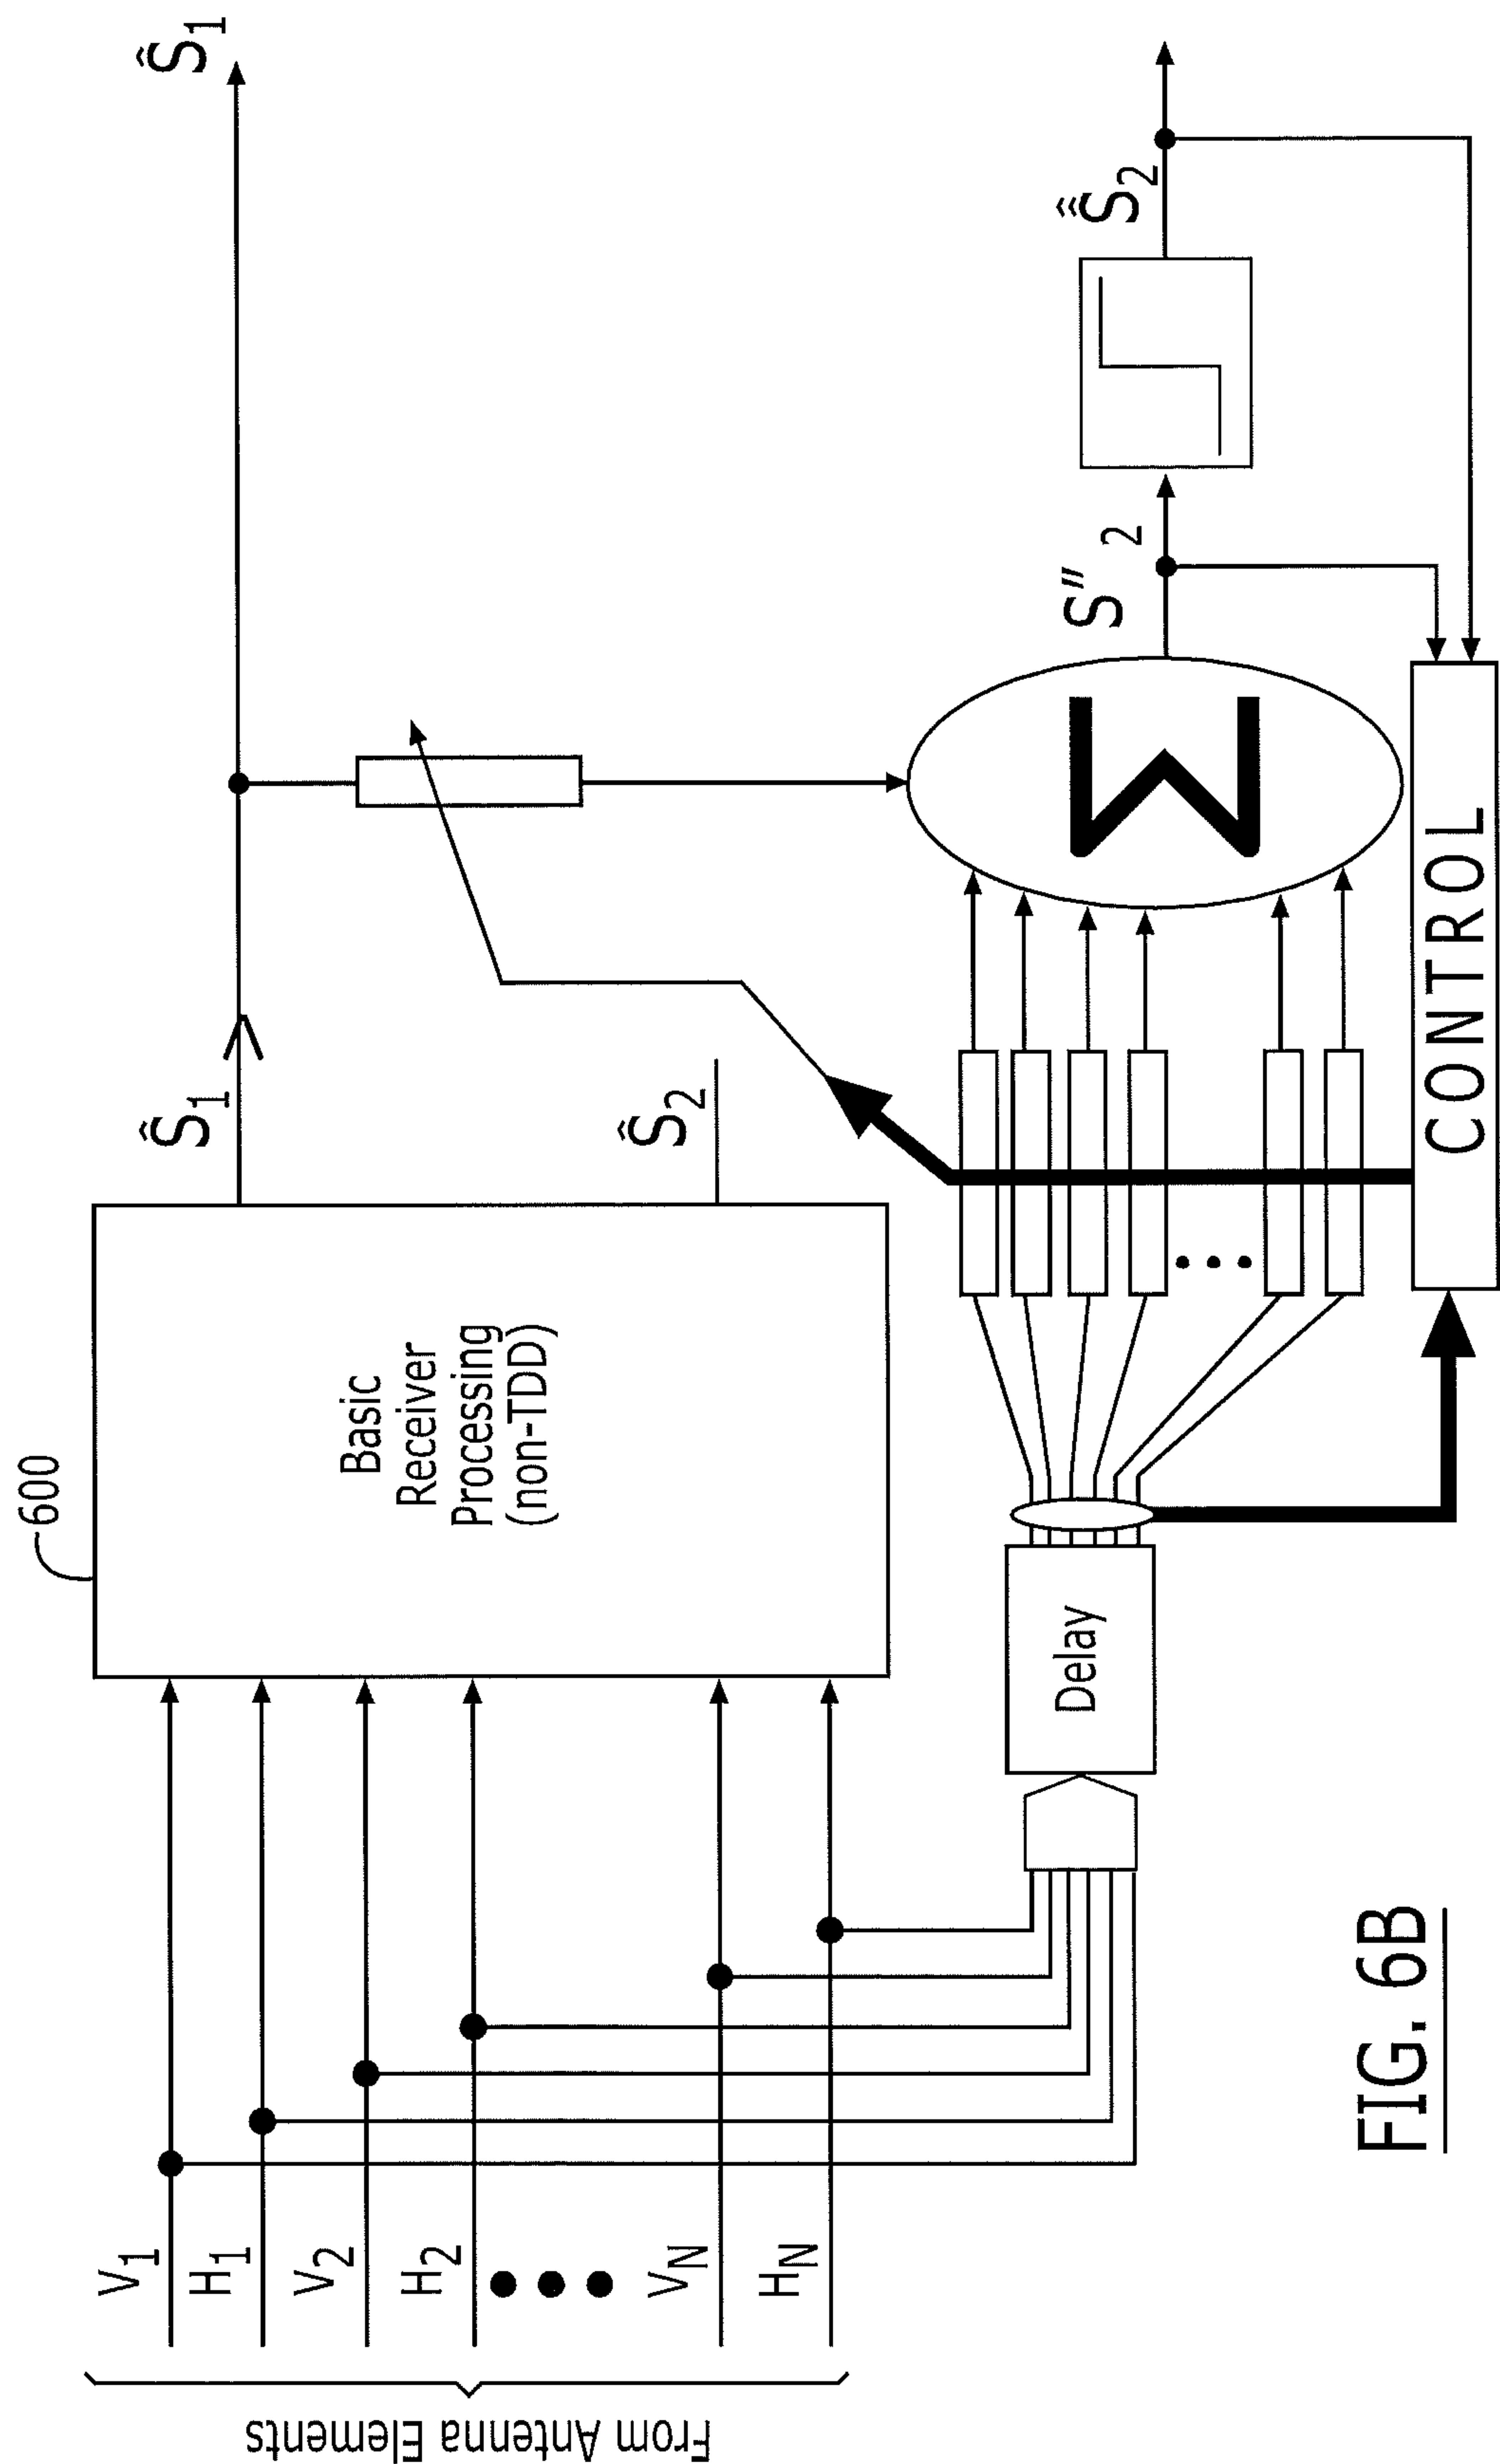 From Antenna Elements
V1
H1
V2
H2
VN
HN
600
Basic
Receiver
Processing
(non-TDD)
Ŝ1
Ŝ1
Ŝ2
Delay
Σ
S″2
Ŝ̂2
CONTROL
FIG. 6B